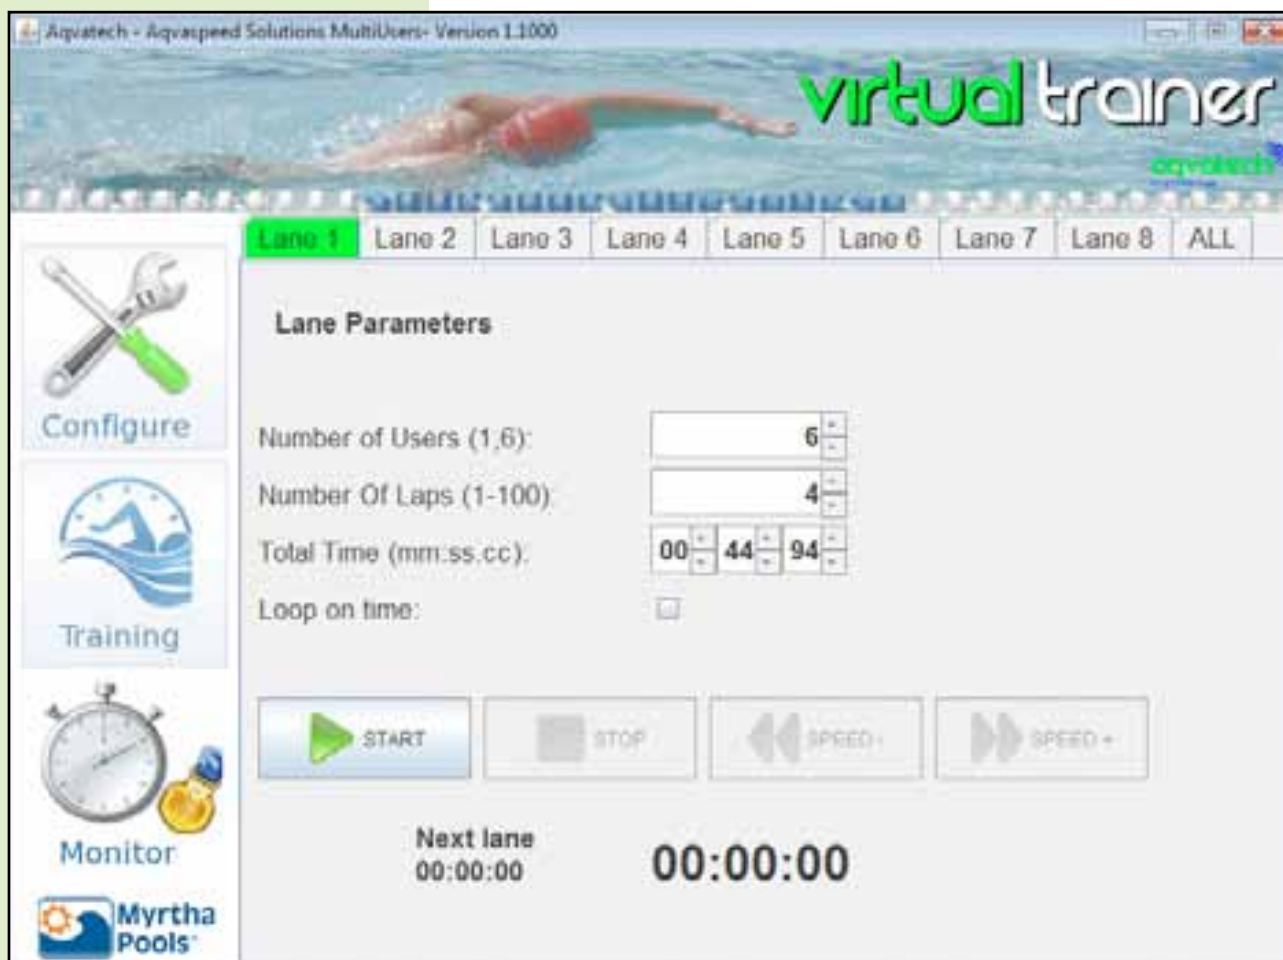 Aqvatech - Aqvaspeed Solutions MultiUsers- Version 1.1000
virtual trainer
aqvatech
Lane 1 Lane 2 Lane 3 Lane 4 Lane 5 Lane 6 Lane 7 Lane 8 ALL
Lane Parameters
Configure
Number of Users (1,6): 6
Number Of Laps (1-100) 4
Total Time (mm:ss.cc): 00 44 94
Loop on time:
Training
START STOP SPEED - SPEED +
Next lane
00:00:00
00:00:00
Monitor
Myrtha
Pools